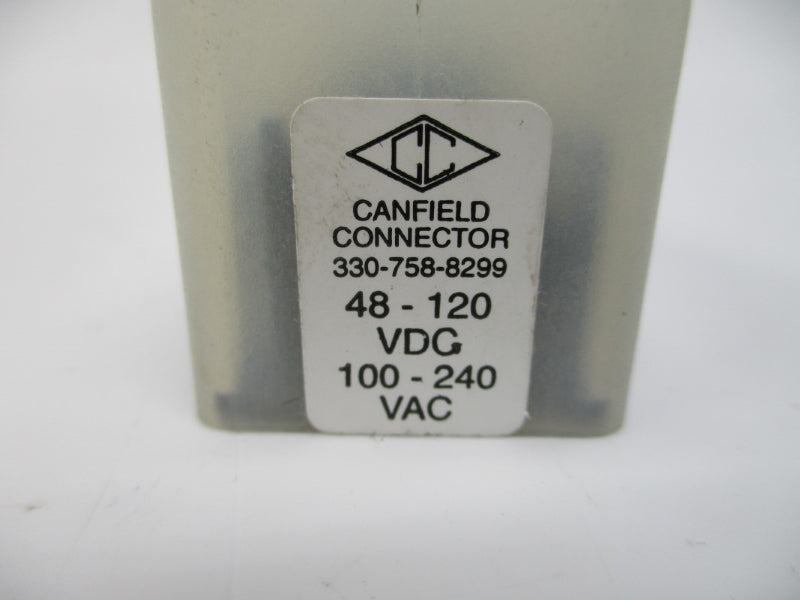 CC
CANFIELD
CONNECTOR
330-758-8299
48 - 120
VDC
100 - 240
VAC